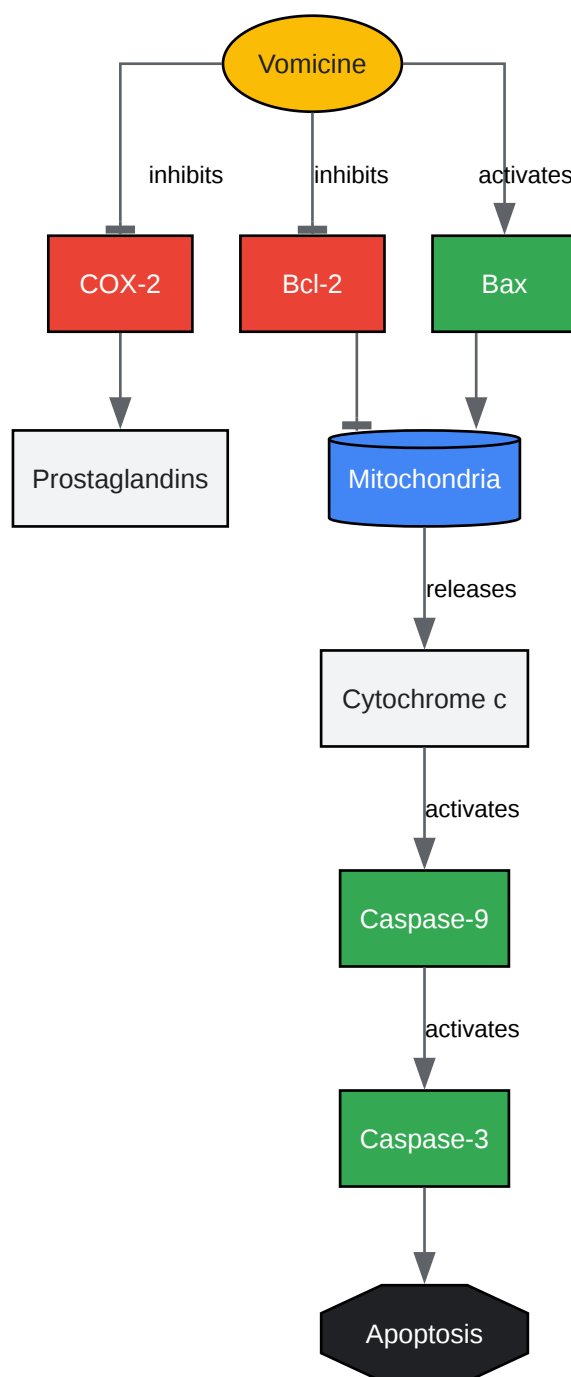 Vomicine
inhibits
inhibits
activates
COX-2
Bcl-2
Bax
Prostaglandins
Mitochondria
releases
Cytochrome c
activates
Caspase-9
activates
Caspase-3
Apoptosis